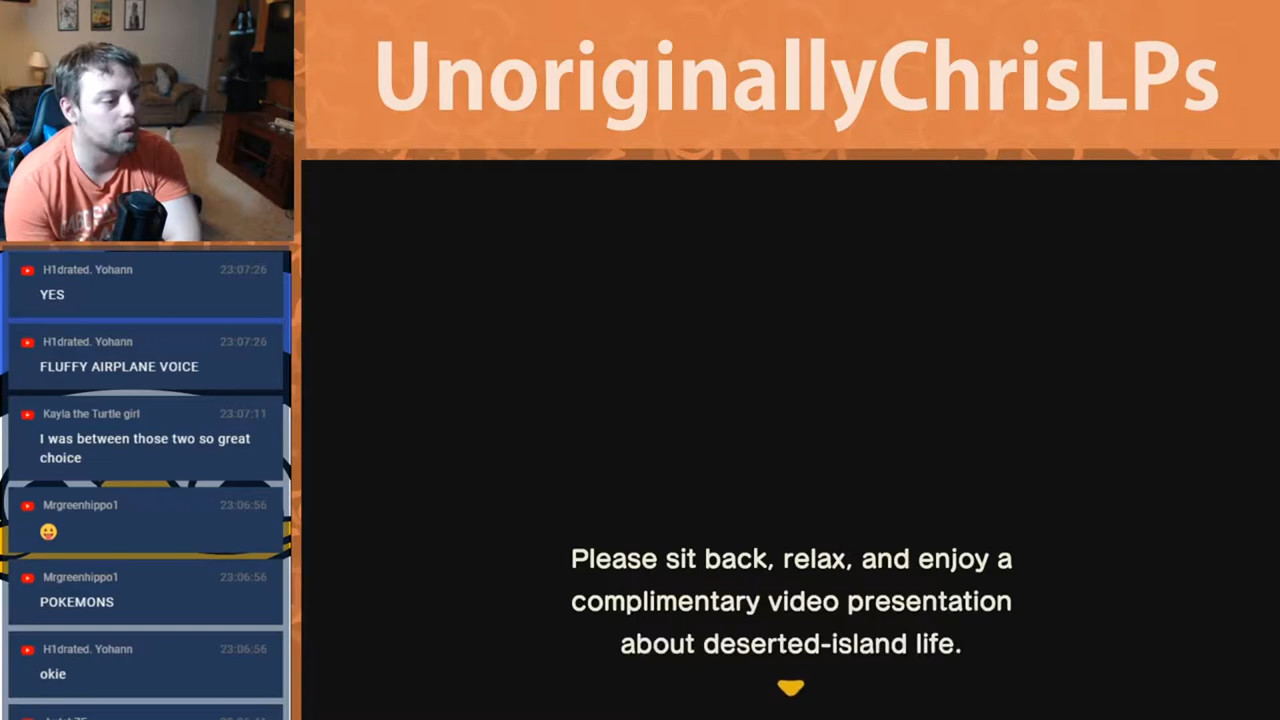 UnoriginallyChrisLPs
H1drated. Yohann 23:07:26
YES
H1drated. Yohann 23:07:26
FLUFFY AIRPLANE VOICE
Kayla the Turtle girl 23:07:11
I was between those two so great
choice
Mrgreenhippo1 23:06:56
😛
Mrgreenhippo1 23:06:56
POKEMONS
H1drated. Yohann 23:06:56
okie
Please sit back, relax, and enjoy a
complimentary video presentation
about deserted-island life.